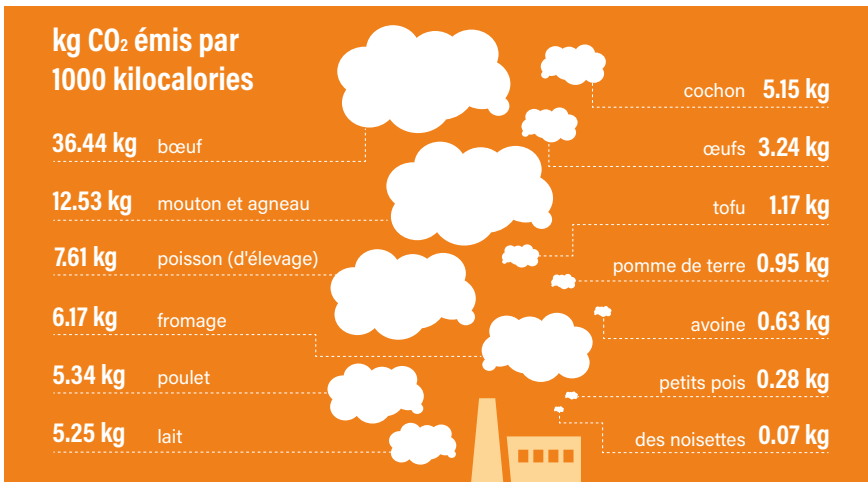 kg CO₂ émis par
1000 kilocalories
36.44 kg bœuf
12.53 kg mouton et agneau
7.61 kg poisson (d'élevage)
6.17 kg fromage
5.34 kg poulet
5.25 kg lait
cochon 5.15 kg
œufs 3.24 kg
tofu 1.17 kg
pomme de terre 0.95 kg
avoine 0.63 kg
petits pois 0.28 kg
des noisettes 0.07 kg